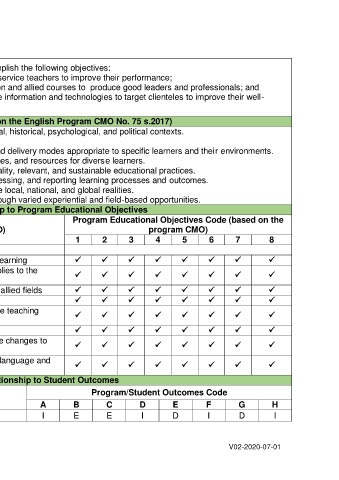 plish the following objectives:
service teachers to improve their performance;
n and allied courses to produce good leaders and professionals; and
e information and technologies to target clienteles to improve their well-
on the English Program CMO No. 75 s.2017)
al, historical, psychological, and political contexts.
nd delivery modes appropriate to specific learners and their environments.
es, and resources for diverse learners.
ality, relevant, and sustainable educational practices.
essing, and reporting learning processes and outcomes.
e local, national, and global realities.
ough varied experiential and field-based opportunities.
ip to Program Educational Objectives
Program Educational Objectives Code (based on the
O) program CMO)
1 2 3 4 5 6 7 8
earning ✓ ✓ ✓ ✓ ✓ ✓ ✓ ✓
plies to the ✓ ✓ ✓ ✓ ✓ ✓ ✓ ✓
allied fields ✓ ✓ ✓ ✓ ✓ ✓ ✓ ✓
✓ ✓ ✓ ✓ ✓ ✓ ✓ ✓
e teaching ✓ ✓ ✓ ✓ ✓ ✓ ✓ ✓
✓ ✓ ✓ ✓ ✓ ✓ ✓ ✓
e changes to ✓ ✓ ✓ ✓ ✓ ✓ ✓ ✓
language and ✓ ✓ ✓ ✓ ✓ ✓ ✓ ✓
tionship to Student Outcomes
Program/Student Outcomes Code
A B C D E F G H
I E E I D I D I
V02-2020-07-01